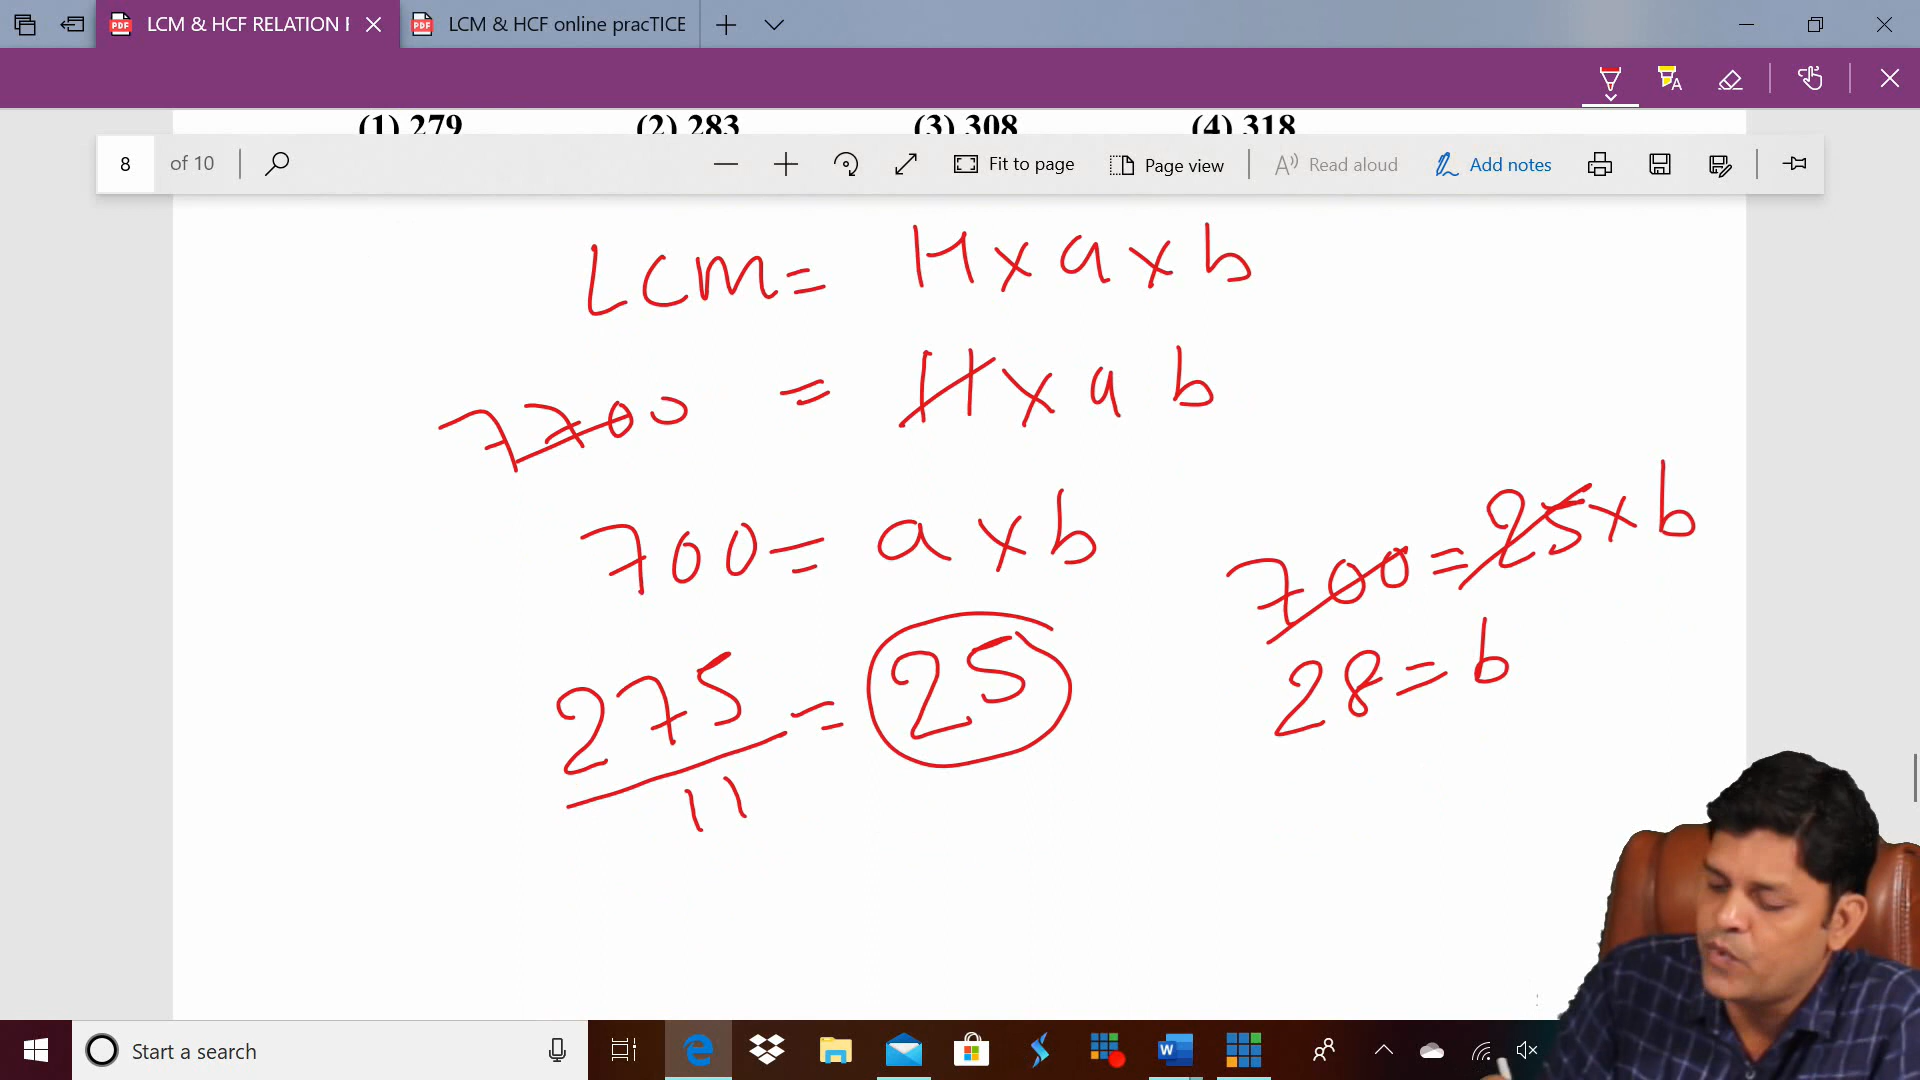 LCM & HCF RELATION F
LCM & HCF online pracTICE
(1) 279 (2) 283 (3) 308 (4) 318
8 of 10 Fit to page Page view Read aloud Add notes
LCM = H × a × b
7700 = H × a b
700 = a × b
700 = 25 × b
275/11 = 25
28 = b
Start a search